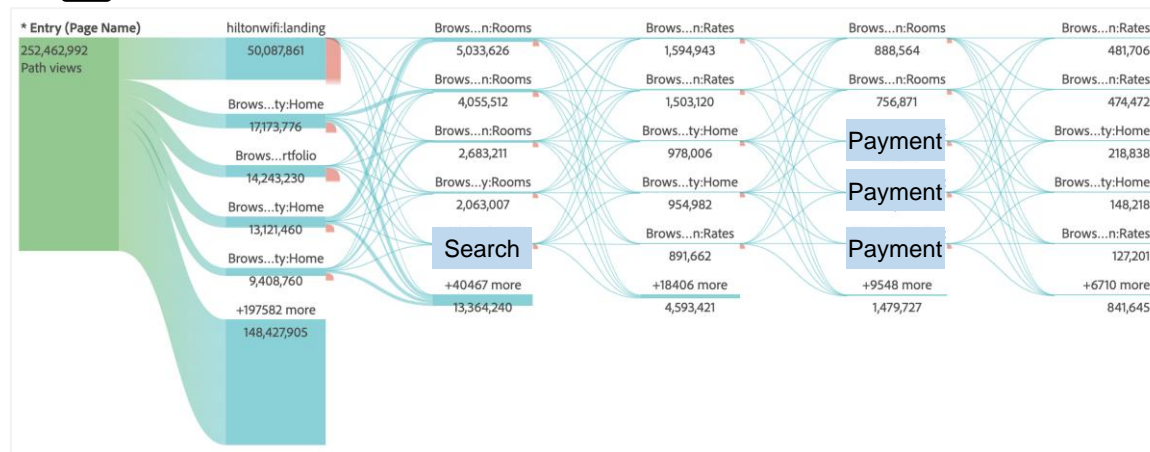 * Entry (Page Name)
252,462,992
Path views
hiltonwifi:landing
50,087,861
Brows...ty:Home
17,173,776
Brows...rtfolio
14,243,230
Brows...ty:Home
13,121,460
Brows...ty:Home
9,408,760
+197582 more
148,427,905
Brows...n:Rooms
5,033,626
Brows...n:Rooms
4,055,512
Brows...n:Rooms
2,683,211
Brows...y:Rooms
2,063,007
Search
+40467 more
13,364,240
Brows...n:Rates
1,594,943
Brows...n:Rates
1,503,120
Brows...ty:Home
978,006
Brows...ty:Home
954,982
Brows...n:Rates
891,662
+18406 more
4,593,421
Brows...n:Rooms
888,564
Brows...n:Rooms
756,871
Payment
Payment
Payment
+9548 more
1,479,727
Brows...n:Rates
481,706
Brows...n:Rates
474,472
Brows...ty:Home
218,838
Brows...ty:Home
148,218
Brows...n:Rates
127,201
+6710 more
841,645